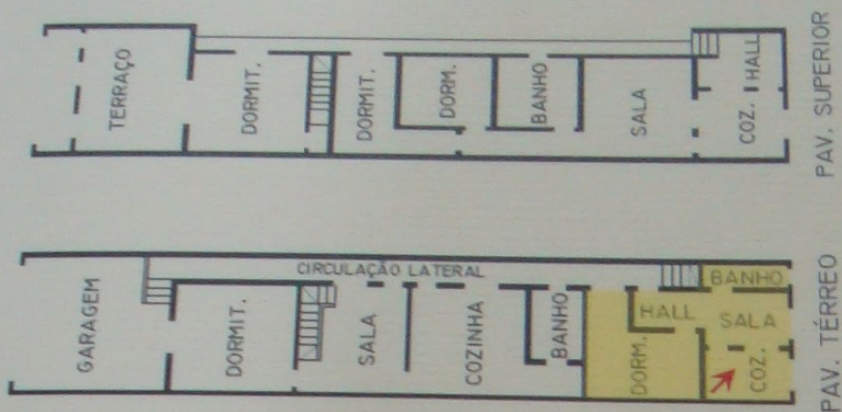 TERRAÇO
DORMIT.
DORMIT.
DORM.
BANHO
SALA
COZ.
HALL
PAV. SUPERIOR
GARAGEM
CIRCULAÇÃO LATERAL
DORMIT.
SALA
COZINHA
BANHO
DORM.
HALL
BANHO
SALA
COZ.
PAV. TÉRREO